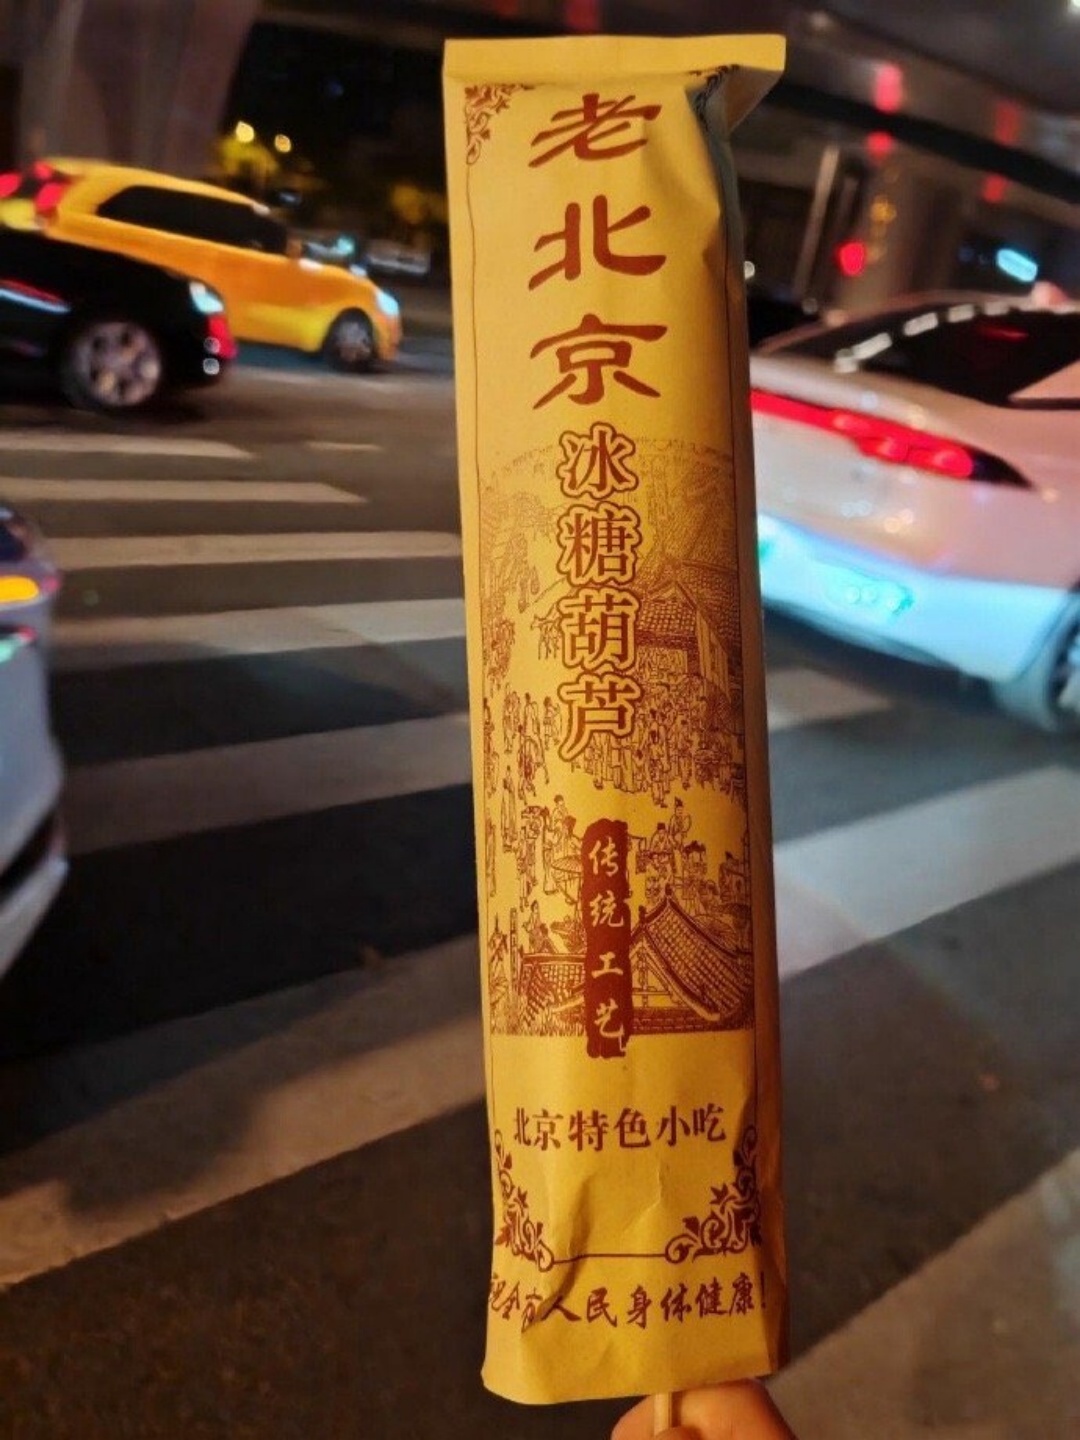 老北京
冰糖葫芦
传统工艺
北京特色小吃
祝全市人民身体健康!